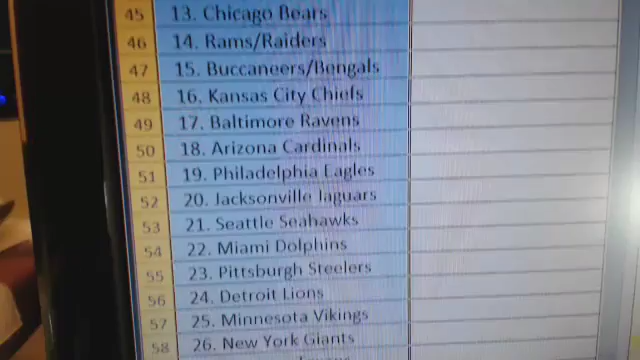 45 13. Chicago Bears
46 14. Rams/Raiders
47 15. Buccaneers/Bengals
48 16. Kansas City Chiefs
49 17. Baltimore Ravens
50 18. Arizona Cardinals
51 19. Philadelphia Eagles
52 20. Jacksonville Jaguars
53 21. Seattle Seahawks
54 22. Miami Dolphins
55 23. Pittsburgh Steelers
56 24. Detroit Lions
57 25. Minnesota Vikings
58 26. New York Giants